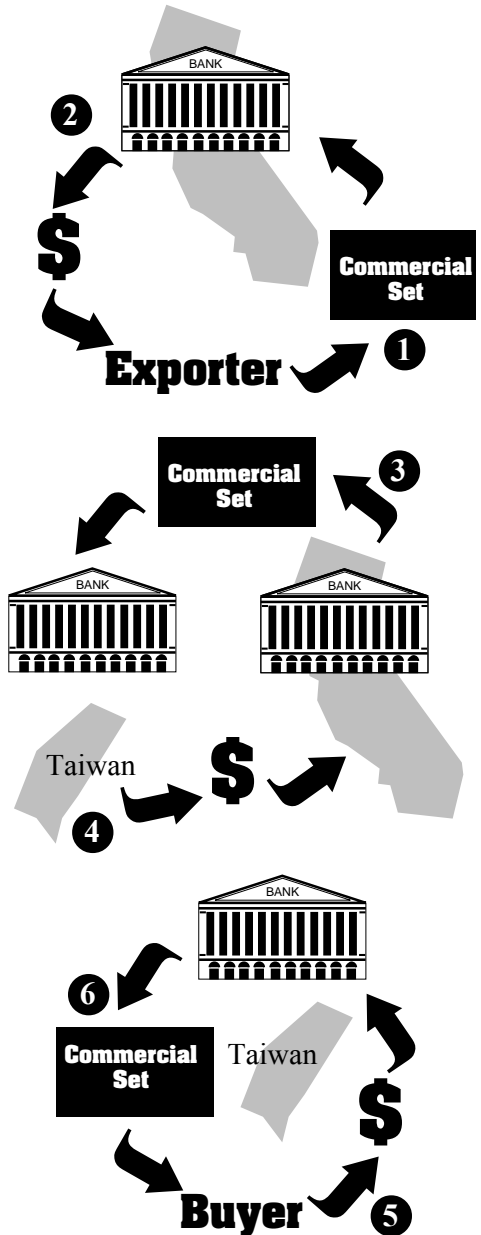 BANK
2
$
Commercial
Set
1
Exporter
Commercial
Set
3
BANK
BANK
Taiwan
$
4
BANK
6
Commercial
Set
Taiwan
$
Buyer
5